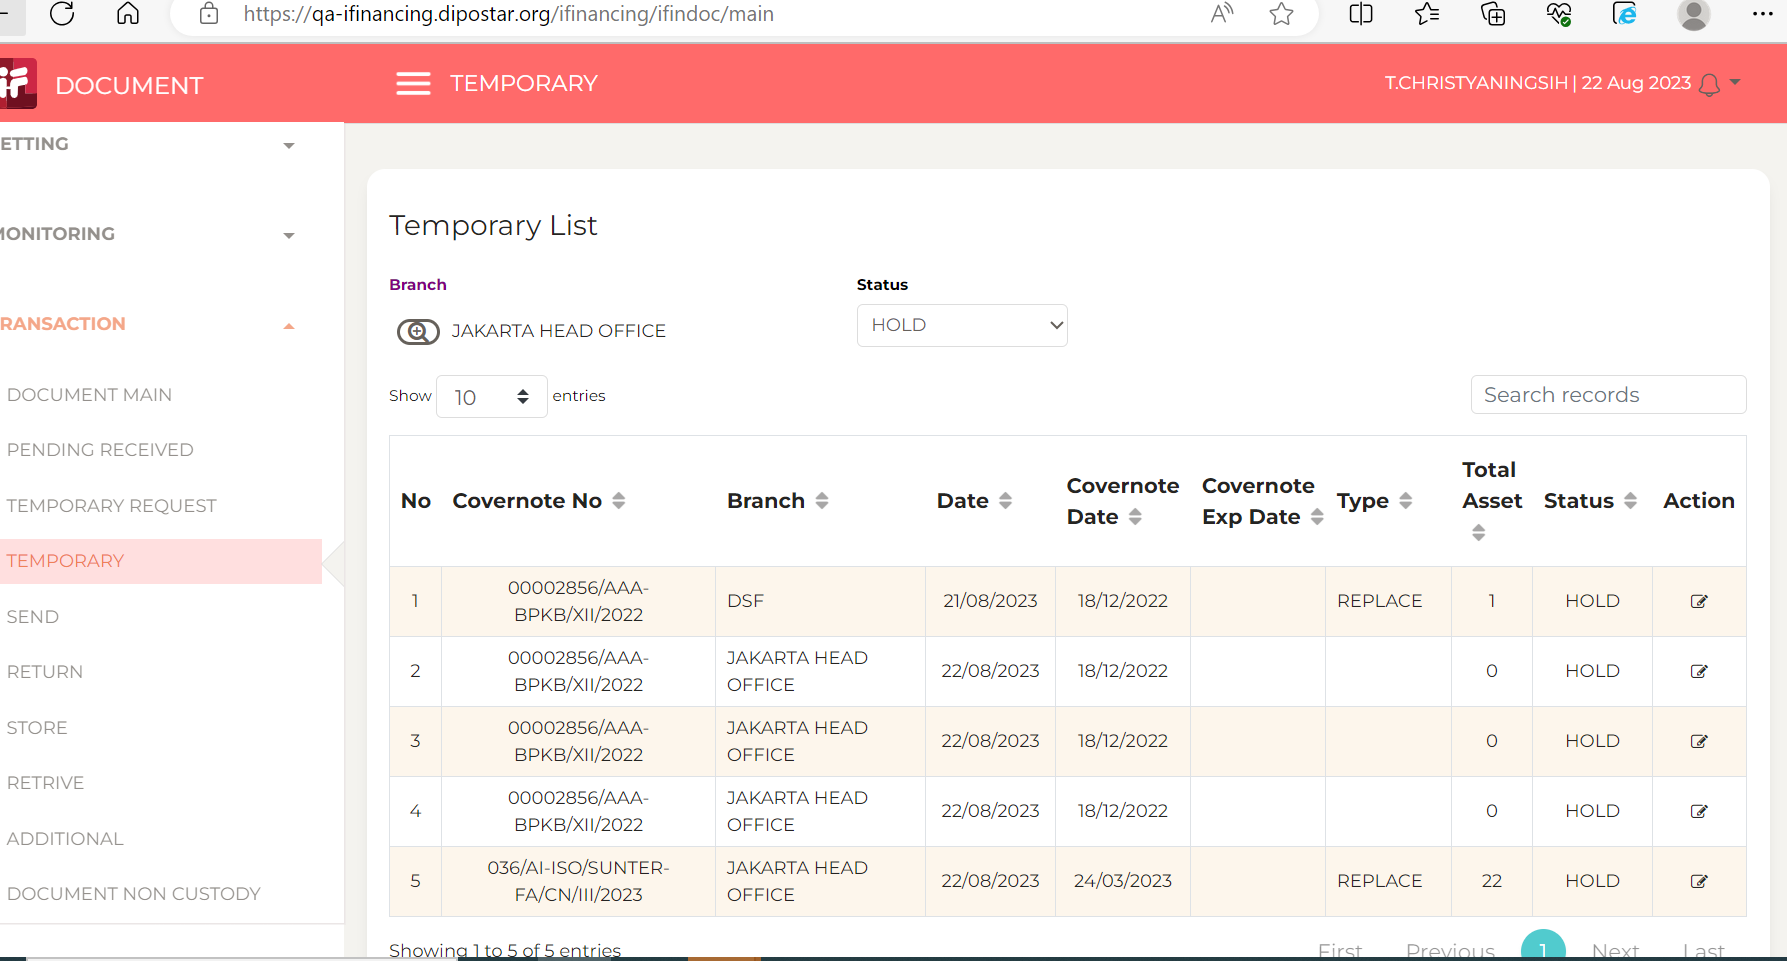 https://qa-ifinancing.dipostar.org/ifinancing/ifindoc/main
iF DOCUMENT
TEMPORARY
T.CHRISTYANINGSIH | 22 Aug 2023
ETTING
MONITORING
RANSACTION
DOCUMENT MAIN
PENDING RECEIVED
TEMPORARY REQUEST
TEMPORARY
SEND
RETURN
STORE
RETRIVE
ADDITIONAL
DOCUMENT NON CUSTODY
Temporary List
Branch
JAKARTA HEAD OFFICE
Status
HOLD
Show 10 entries
Search records
No Covernote No Branch Date Covernote Date Covernote Exp Date Type Total Asset Status Action
1 00002856/AAA-BPKB/XII/2022 DSF 21/08/2023 18/12/2022 REPLACE 1 HOLD
2 00002856/AAA-BPKB/XII/2022 JAKARTA HEAD OFFICE 22/08/2023 18/12/2022 0 HOLD
3 00002856/AAA-BPKB/XII/2022 JAKARTA HEAD OFFICE 22/08/2023 18/12/2022 0 HOLD
4 00002856/AAA-BPKB/XII/2022 JAKARTA HEAD OFFICE 22/08/2023 18/12/2022 0 HOLD
5 036/AI-ISO/SUNTER-FA/CN/III/2023 JAKARTA HEAD OFFICE 22/08/2023 24/03/2023 REPLACE 22 HOLD
Showing 1 to 5 of 5 entries
First Previous 1 Next Last